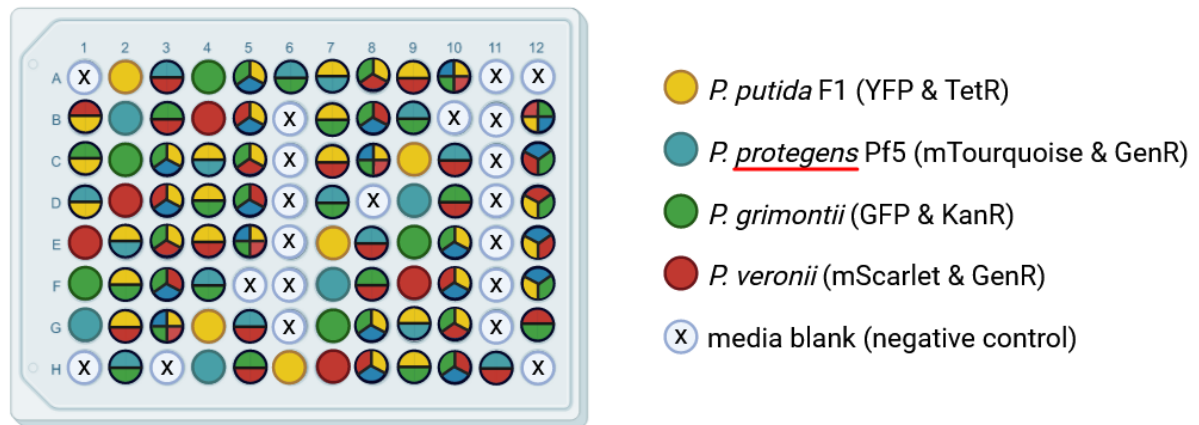 1 2 3 4 5 6 7 8 9 10 11 12
A X X X
B X X X
C X X
D X X X
E X X
F X X X
G X X
H X X X
P. putida F1 (YFP & TetR)
P. protegens Pf5 (mTourquoise & GenR)
P. grimontii (GFP & KanR)
P. veronii (mScarlet & GenR)
X media blank (negative control)